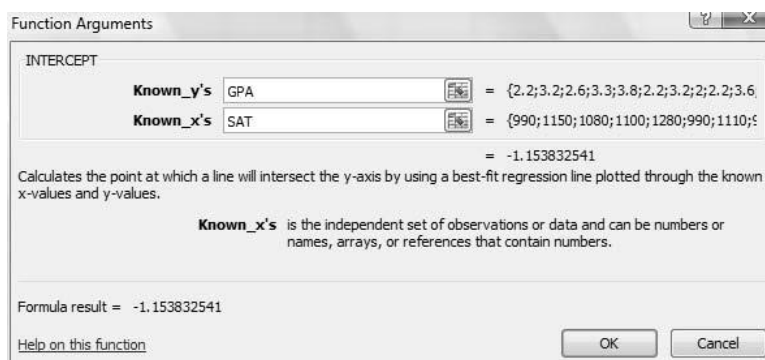 Function Arguments
? X
INTERCEPT
Known_y's GPA = {2.2;3.2;2.6;3.3;3.8;2.2;3.2;2;2.2;3.6;
Known_x's SAT = {990;1150;1080;1100;1280;990;1110;9
= -1.153832541
Calculates the point at which a line will intersect the y-axis by using a best-fit regression line plotted through the known
x-values and y-values.
Known_x's is the independent set of observations or data and can be numbers or
names, arrays, or references that contain numbers.
Formula result = -1.153832541
Help on this function OK Cancel